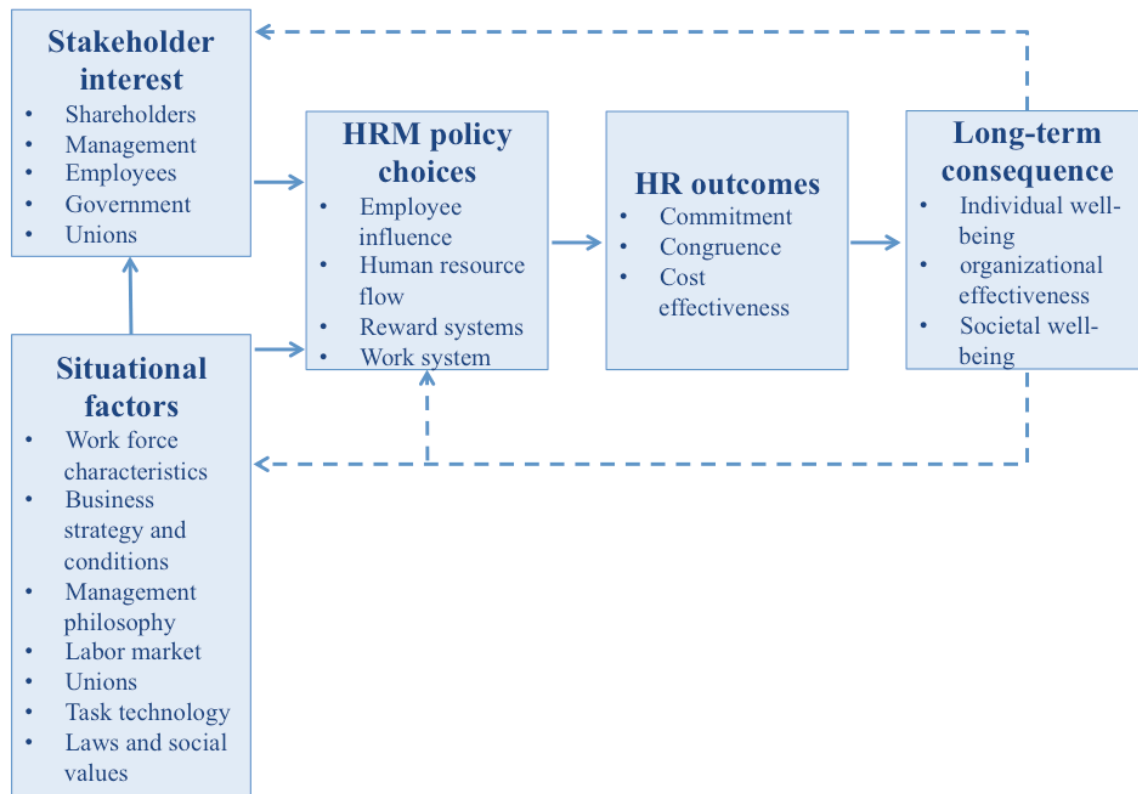 Stakeholder
interest
• Shareholders
• Management
• Employees
• Government
• Unions
HRM policy
choices
• Employee
influence
• Human resource
flow
• Reward systems
• Work system
HR outcomes
• Commitment
• Congruence
• Cost
effectiveness
Long-term
consequence
• Individual well-
being
• organizational
effectiveness
• Societal well-
being
Situational
factors
• Work force
characteristics
• Business
strategy and
conditions
• Management
philosophy
• Labor market
• Unions
• Task technology
• Laws and social
values